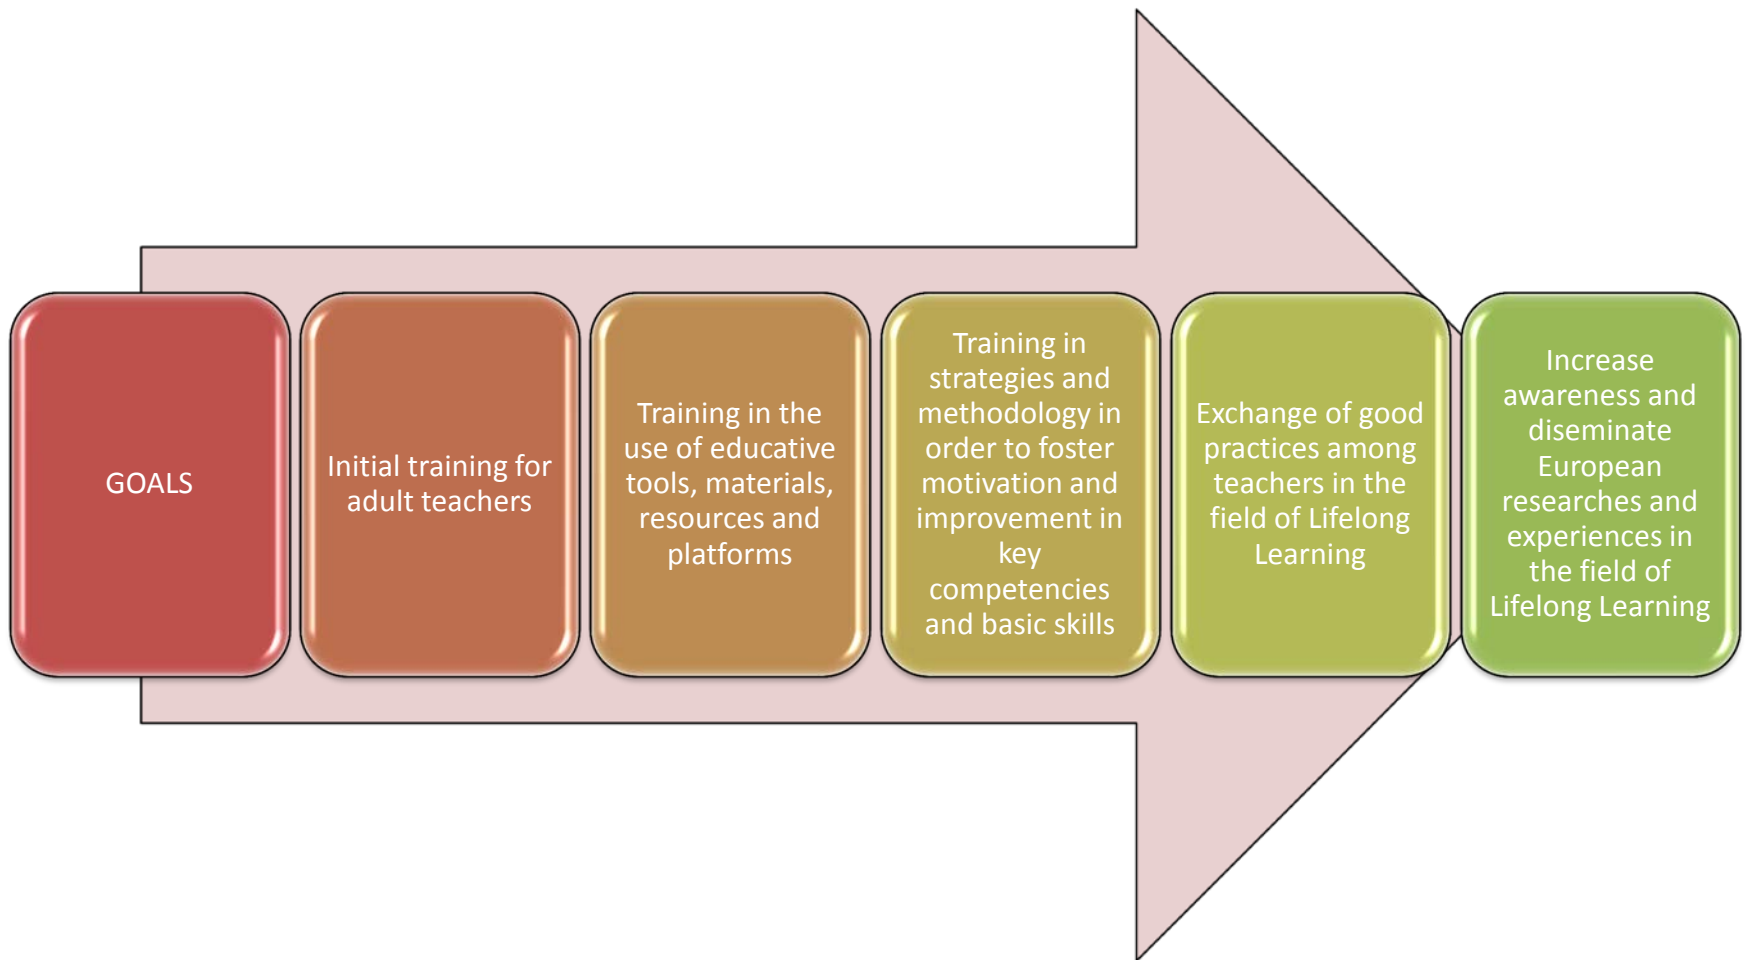 GOALS
Initial training for
adult teachers
Training in the
use of educative
tools, materials,
resources and
platforms
Training in
strategies and
methodology in
order to foster
motivation and
improvement in
key
competencies
and basic skills
Exchange of good
practices among
teachers in the
field of Lifelong
Learning
Increase
awareness and
diseminate
European
researches and
experiences in
the field of
Lifelong Learning